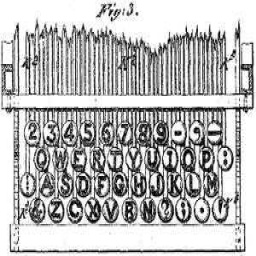 Fig: 3.
2 3 4 5 6 7 8 9 - , —
Q W E R T Y U I O P :
A S D F G H J K L M
& Z C X V B N ? ; .